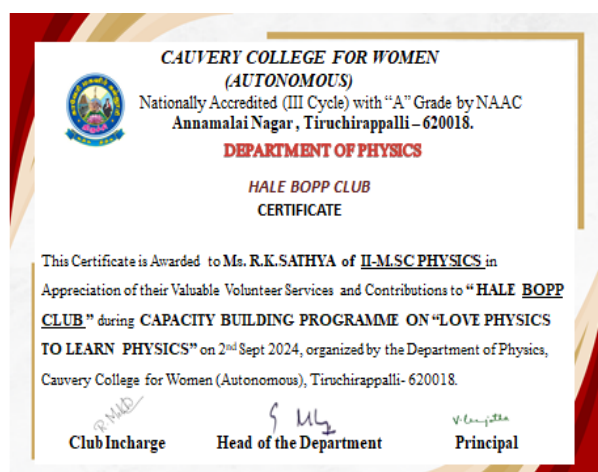 CAUVERY COLLEGE FOR WOMEN
(AUTONOMOUS)
Nationally Accredited (III Cycle) with “A” Grade by NAAC
Annamalai Nagar , Tiruchirappalli – 620018.
DEPARTMENT OF PHYSICS
HALE BOPP CLUB
CERTIFICATE
This Certificate is Awarded to Ms. R.K.SATHYA of II-M.SC PHYSICS in
Appreciation of their Valuable Volunteer Services and Contributions to “ HALE BOPP
CLUB ” during CAPACITY BUILDING PROGRAMME ON “LOVE PHYSICS
TO LEARN PHYSICS” on 2nd Sept 2024, organized by the Department of Physics,
Cauvery College for Women (Autonomous), Tiruchirappalli- 620018.
Club Incharge Head of the Department Principal